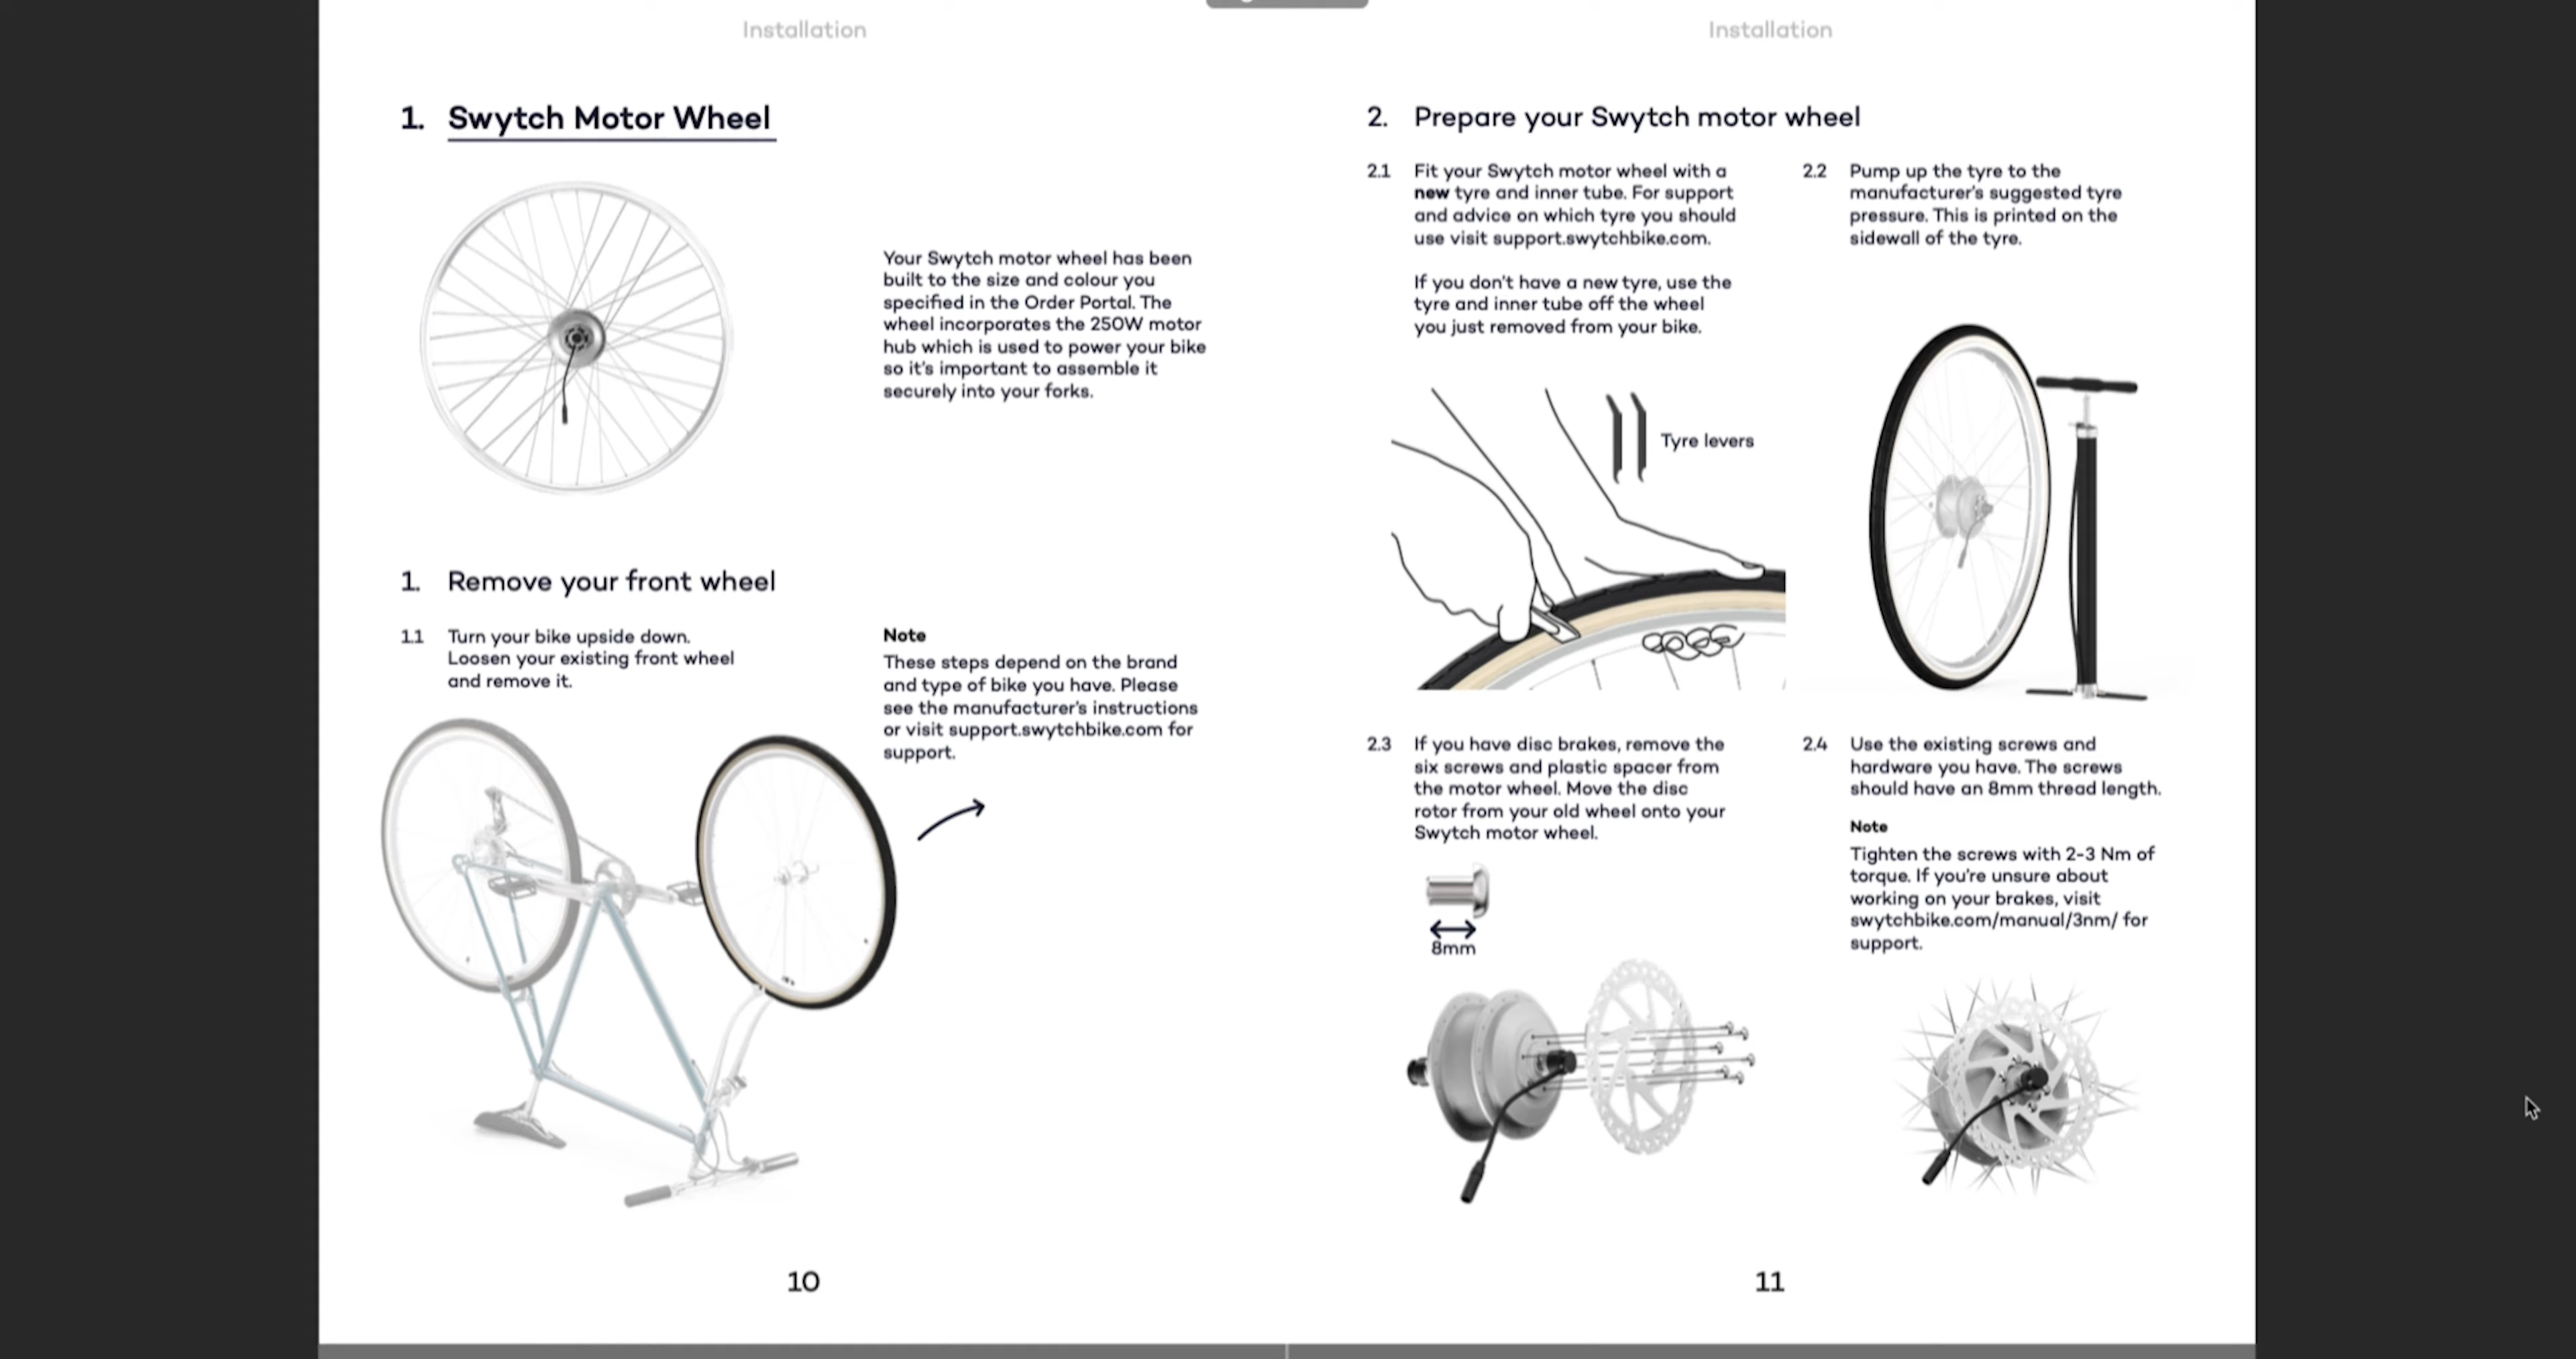 Installation
1. Swytch Motor Wheel
Your Swytch motor wheel has been
built to the size and colour you
specified in the Order Portal. The
wheel incorporates the 250W motor
hub which is used to power your bike
so it's important to assemble it
securely into your forks.
1. Remove your front wheel
1.1 Turn your bike upside down.
Loosen your existing front wheel
and remove it.
Note
These steps depend on the brand
and type of bike you have. Please
see the manufacturer's instructions
or visit support.swytchbike.com for
support.
10
Installation
2. Prepare your Swytch motor wheel
2.1 Fit your Swytch motor wheel with a
new tyre and inner tube. For support
and advice on which tyre you should
use visit support.swytchbike.com.
If you don't have a new tyre, use the
tyre and inner tube off the wheel
you just removed from your bike.
Tyre levers
2.2 Pump up the tyre to the
manufacturer's suggested tyre
pressure. This is printed on the
sidewall of the tyre.
2.3 If you have disc brakes, remove the
six screws and plastic spacer from
the motor wheel. Move the disc
rotor from your old wheel onto your
Swytch motor wheel.
8mm
2.4 Use the existing screws and
hardware you have. The screws
should have an 8mm thread length.
Note
Tighten the screws with 2-3 Nm of
torque. If you're unsure about
working on your brakes, visit
swytchbike.com/manual/3nm/ for
support.
11